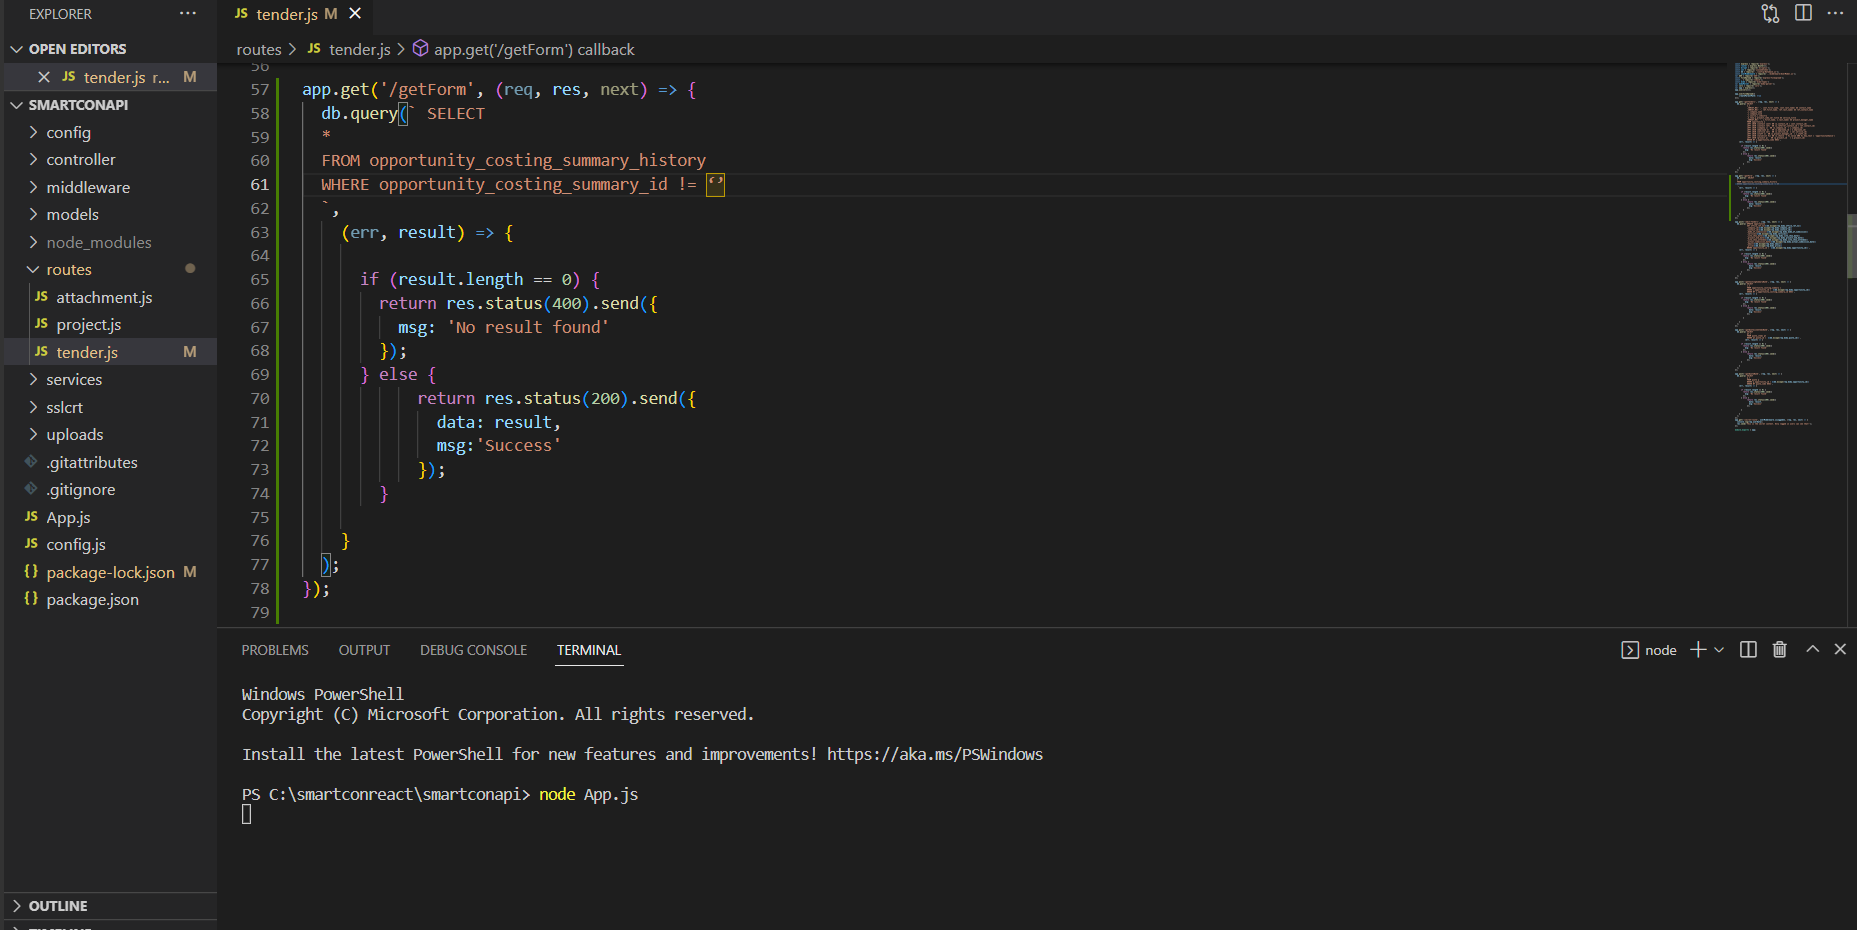 EXPLORER
OPEN EDITORS
JS tender.js r... M
SMARTCONAPI
config
controller
middleware
models
node_modules
routes
JS attachment.js
JS project.js
JS tender.js M
services
sslcrt
uploads
.gitattributes
.gitignore
JS App.js
JS config.js
{} package-lock.json M
{} package.json
OUTLINE
JS tender.js M
routes > JS tender.js > app.get('/getForm') callback
56
57 app.get('/getForm', (req, res, next) => {
58 db.query(` SELECT
59 *
60 FROM opportunity_costing_summary_history
61 WHERE opportunity_costing_summary_id != ‘’
62 `,
63 (err, result) => {
64
65 if (result.length == 0) {
66 return res.status(400).send({
67 msg: 'No result found'
68 });
69 } else {
70 return res.status(200).send({
71 data: result,
72 msg:'Success'
73 });
74 }
75
76 }
77 );
78 });
79
PROBLEMS OUTPUT DEBUG CONSOLE TERMINAL
node
Windows PowerShell
Copyright (C) Microsoft Corporation. All rights reserved.
Install the latest PowerShell for new features and improvements! https://aka.ms/PSWindows
PS C:\smartconreact\smartconapi> node App.js